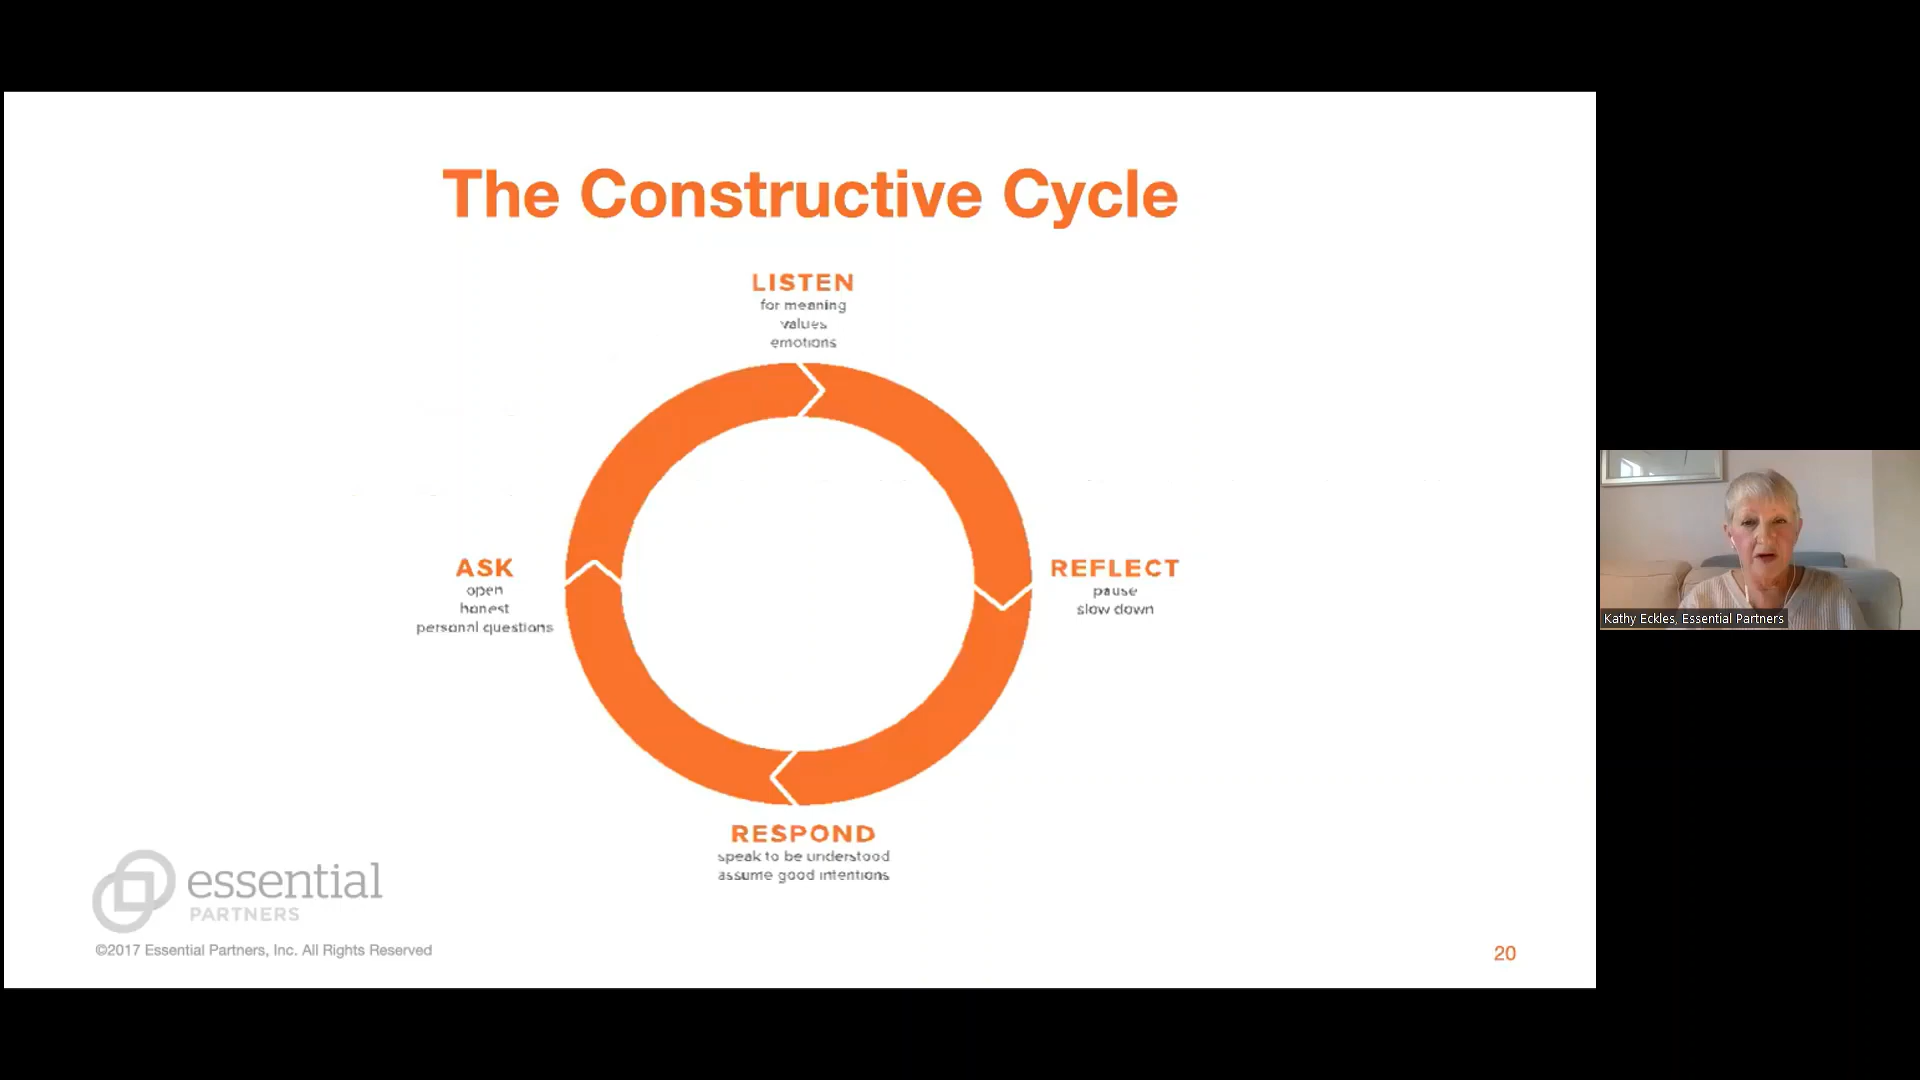 The Constructive Cycle
LISTEN
for meaning
values
emotions
ASK
open
honest
personal questions
REFLECT
pause
slow down
RESPOND
speak to be understood
assume good intentions
essential
PARTNERS
©2017 Essential Partners, Inc. All Rights Reserved
20
Kathy Eckles, Essential Partners